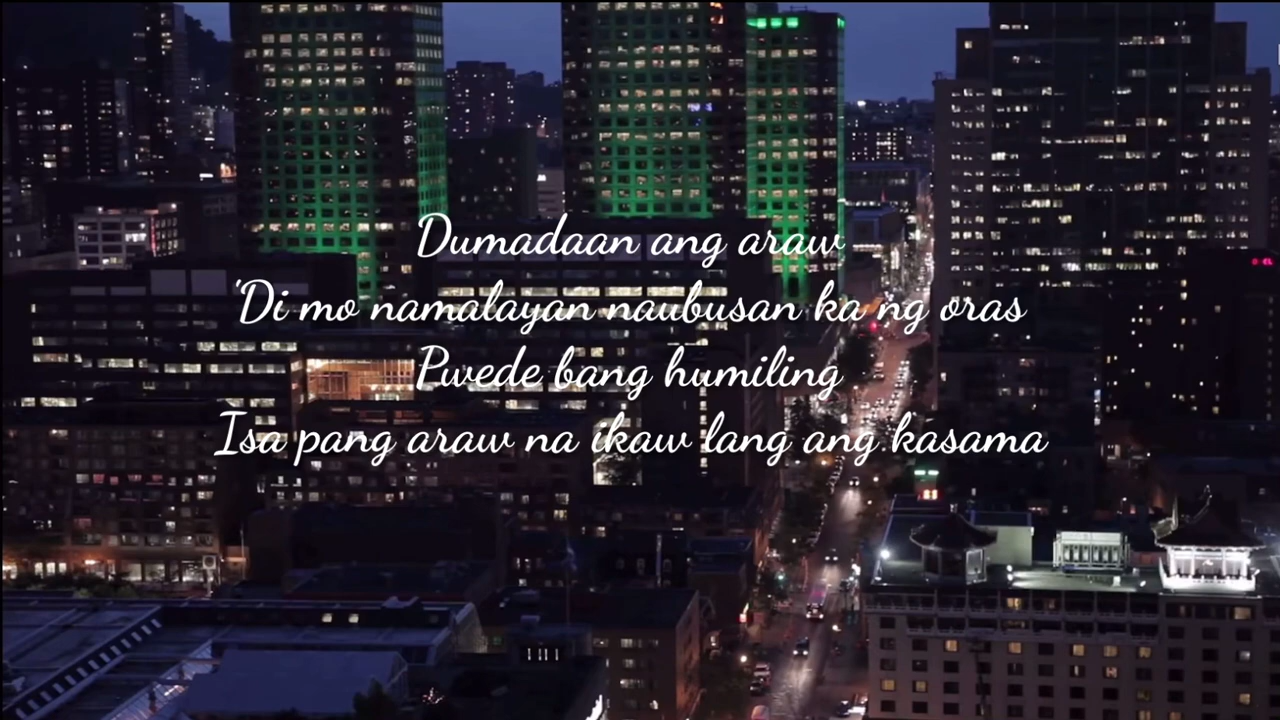 Dumadaan ang araw
'Di mo namalayan naubusan ka ng oras
Pwede bang humiling
Isa pang araw na ikaw lang ang kasama